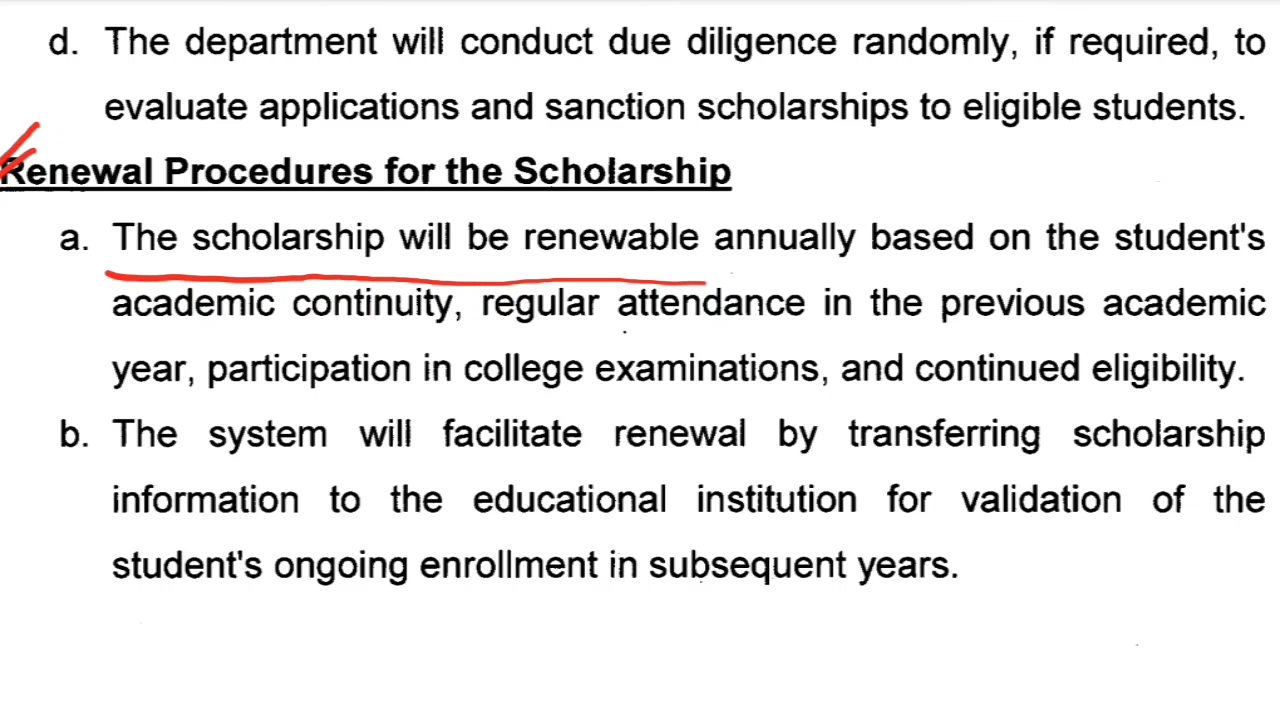 d. The department will conduct due diligence randomly, if required, to
evaluate applications and sanction scholarships to eligible students.
Renewal Procedures for the Scholarship
a. The scholarship will be renewable annually based on the student's
academic continuity, regular attendance in the previous academic
year, participation in college examinations, and continued eligibility.
b. The system will facilitate renewal by transferring scholarship
information to the educational institution for validation of the
student's ongoing enrollment in subsequent years.